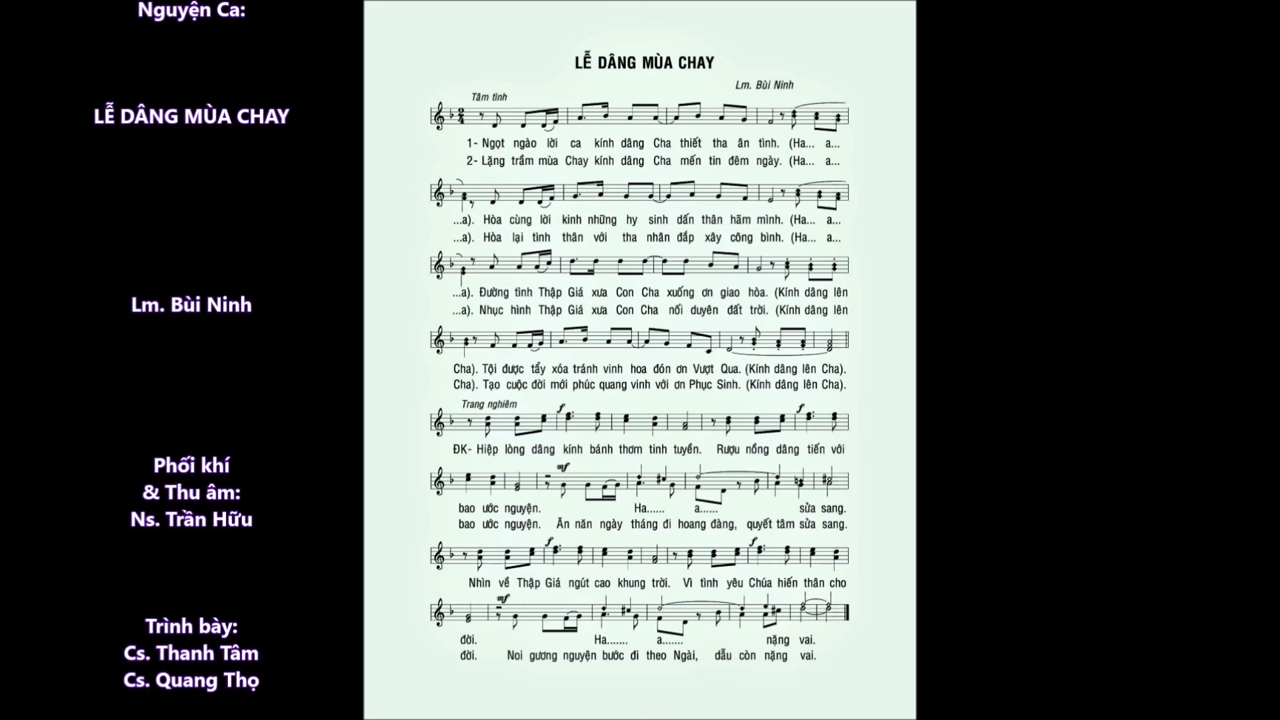 Nguyện Ca:
LỄ DÂNG MÙA CHAY
Lm. Bùi Ninh
Phối khí
& Thu âm:
Ns. Trần Hữu
Trình bày:
Cs. Thanh Tâm
Cs. Quang Thọ
LỄ DÂNG MÙA CHAY
Lm. Bùi Ninh
Tâm tình
1- Ngọt ngào lời ca kính dâng Cha thiết tha ân tình. (Ha... a...
2- Lặng trầm mùa Chay kính dâng Cha mến tin đêm ngày. (Ha... a...
...a). Hòa cùng lời kinh những hy sinh dấn thân hãm mình. (Ha... a...
...a). Hòa lại tình thân với tha nhân đắp xây công bình. (Ha... a...
...a). Đường tình Thập Giá xưa Con Cha xuống ơn giao hòa. (Kính dâng lên
...a). Nhục hình Thập Giá xưa Con Cha nối duyên đất trời. (Kính dâng lên
Cha). Tội được tẩy xóa tránh vinh hoa đón ơn Vượt Qua. (Kính dâng lên Cha).
Cha). Tạo cuộc đời mới phúc quang vinh với ơn Phục Sinh. (Kính dâng lên Cha).
Trang nghiêm
f
f
ĐK- Hiệp lòng dâng kính bánh thơm tinh tuyền. Rượu nồng dâng tiến với
mf
bao ước nguyện. Ha...... a...... sửa sang.
bao ước nguyện. Ăn năn ngày tháng đi hoang đàng, quyết tâm sửa sang.
f
f
Nhìn về Thập Giá ngút cao khung trời. Vì tình yêu Chúa hiến thân cho
mf
đời. Ha....... a....... nặng vai.
đời. Noi gương nguyện bước đi theo Ngài, dẫu còn nặng vai.